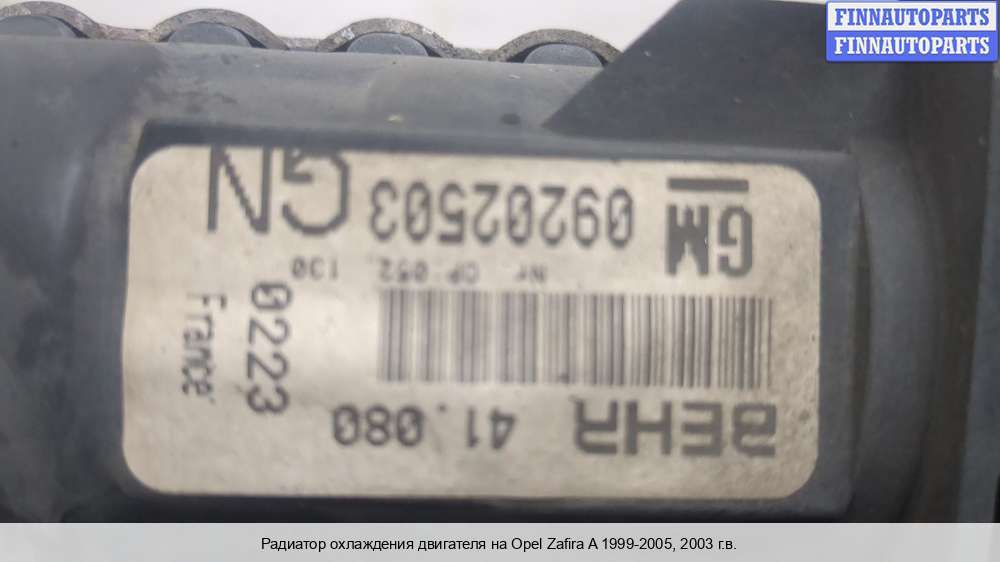 FINNAUTOPARTS
FINNAUTOPARTS
BEHR 41.080
0223
France
Nr CP.052 130
GM 09202503
GN
Радиатор охлаждения двигателя на Opel Zafira A 1999-2005, 2003 г.в.